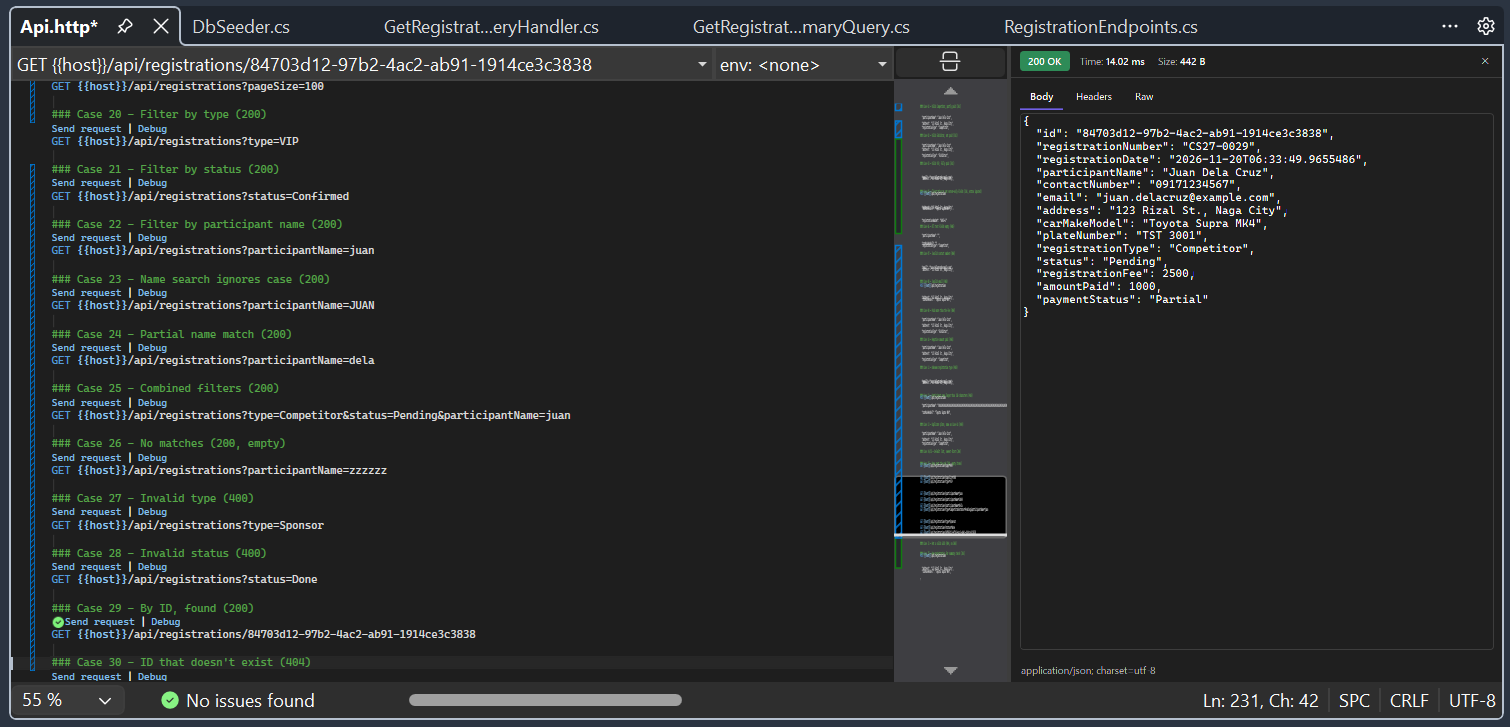 Api.http*
DbSeeder.cs
GetRegistrat...eryHandler.cs
GetRegistrat...maryQuery.cs
RegistrationEndpoints.cs
GET {{host}}/api/registrations/84703d12-97b2-4ac2-ab91-1914ce3c3838
env: <none>
GET {{host}}/api/registrations?pageSize=100
### Case 20 - Filter by type (200)
Send request | Debug
GET {{host}}/api/registrations?type=VIP
### Case 21 - Filter by status (200)
Send request | Debug
GET {{host}}/api/registrations?status=Confirmed
### Case 22 - Filter by participant name (200)
Send request | Debug
GET {{host}}/api/registrations?participantName=juan
### Case 23 - Name search ignores case (200)
Send request | Debug
GET {{host}}/api/registrations?participantName=JUAN
### Case 24 - Partial name match (200)
Send request | Debug
GET {{host}}/api/registrations?participantName=dela
### Case 25 - Combined filters (200)
Send request | Debug
GET {{host}}/api/registrations?type=Competitor&status=Pending&participantName=juan
### Case 26 - No matches (200, empty)
Send request | Debug
GET {{host}}/api/registrations?participantName=zzzzzz
### Case 27 - Invalid type (400)
Send request | Debug
GET {{host}}/api/registrations?type=Sponsor
### Case 28 - Invalid status (400)
Send request | Debug
GET {{host}}/api/registrations?status=Done
### Case 29 - By ID, found (200)
Send request | Debug
GET {{host}}/api/registrations/84703d12-97b2-4ac2-ab91-1914ce3c3838
### Case 30 - ID that doesn't exist (404)
Send request | Debug
200 OK Time: 14.02 ms Size: 442 B
Body Headers Raw
{
"id": "84703d12-97b2-4ac2-ab91-1914ce3c3838",
"registrationNumber": "CS27-0029",
"registrationDate": "2026-11-20T06:33:49.9655486",
"participantName": "Juan Dela Cruz",
"contactNumber": "09171234567",
"email": "juan.delacruz@example.com",
"address": "123 Rizal St., Naga City",
"carMakeModel": "Toyota Supra MK4",
"plateNumber": "TST 3001",
"registrationType": "Competitor",
"status": "Pending",
"registrationFee": 2500,
"amountPaid": 1000,
"paymentStatus": "Partial"
}
application/json; charset=utf-8
55 %
No issues found
Ln: 231, Ch: 42
SPC
CRLF
UTF-8